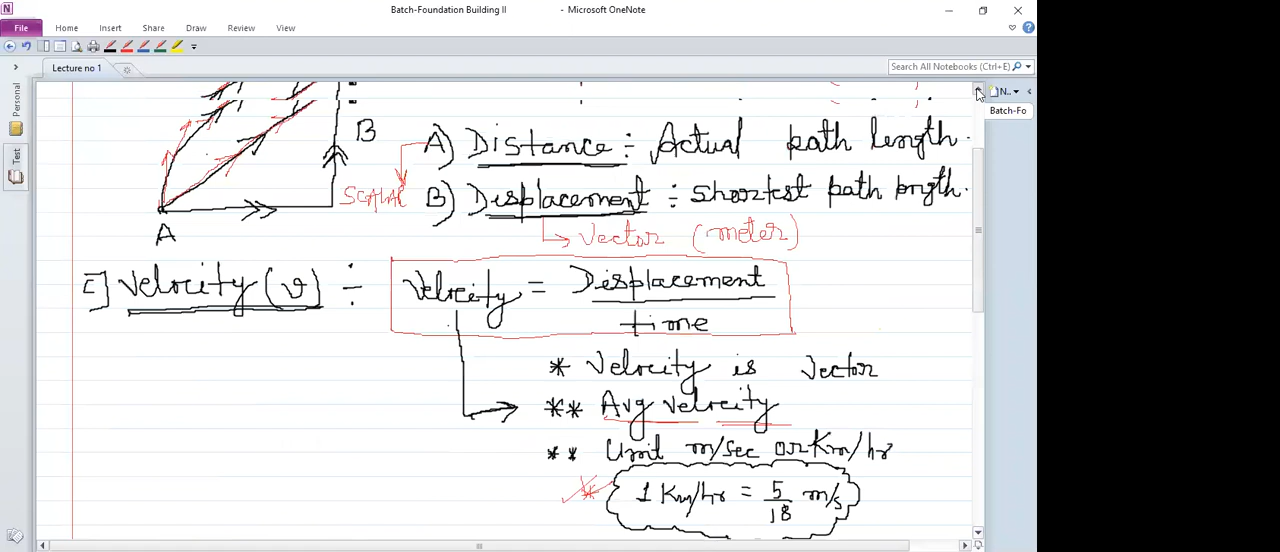 Batch-Foundation Building II - Microsoft OneNote
File Home Insert Share Draw Review View
Lecture no 1
Search All Notebooks (Ctrl+E)
N..
Batch-Fo
Personal
Test
B
A
A) Distance ÷ Actual path length.
SCALAR
B) Displacement ÷ shortest path length.
Vector (meter)
C] Velocity (v) ÷ Velocity = Displacement / time
* Velocity is Vector
** Avg velocity
** Unit m/sec or Km/hr
* 1 Km/hr = 5/18 m/s